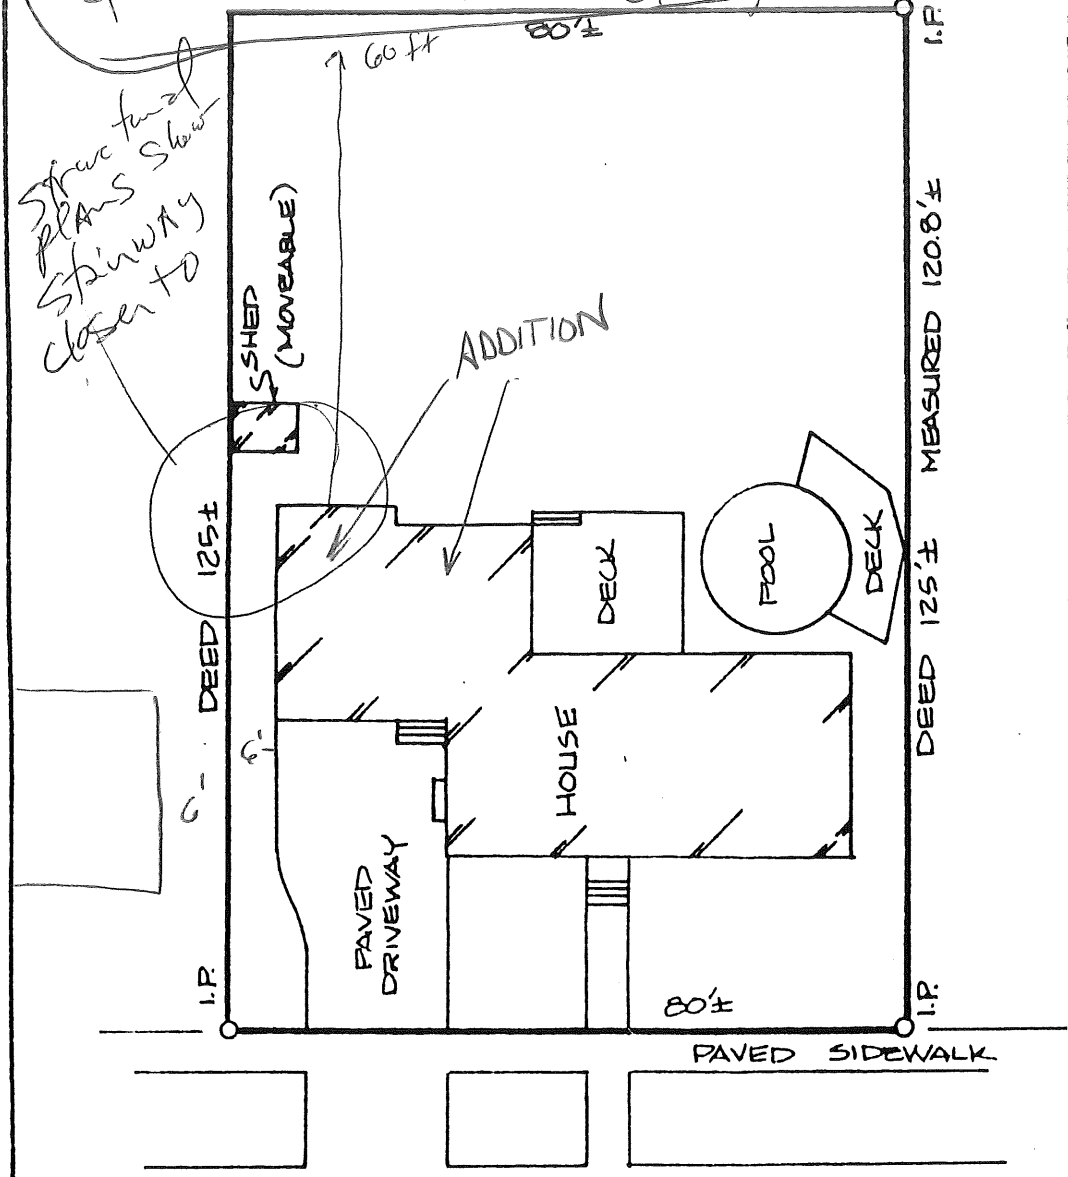 80'±
I.P.
60 ft
Structural
plans show
stairway
closer to
SHED
(MOVEABLE)
ADDITION
MEASURED 120.8'±
DEED 125±
DECK
POOL
DECK
DEED 125'±
6'
6'
HOUSE
PAVED
DRIVEWAY
I.P.
80'±
I.P.
PAVED SIDEWALK